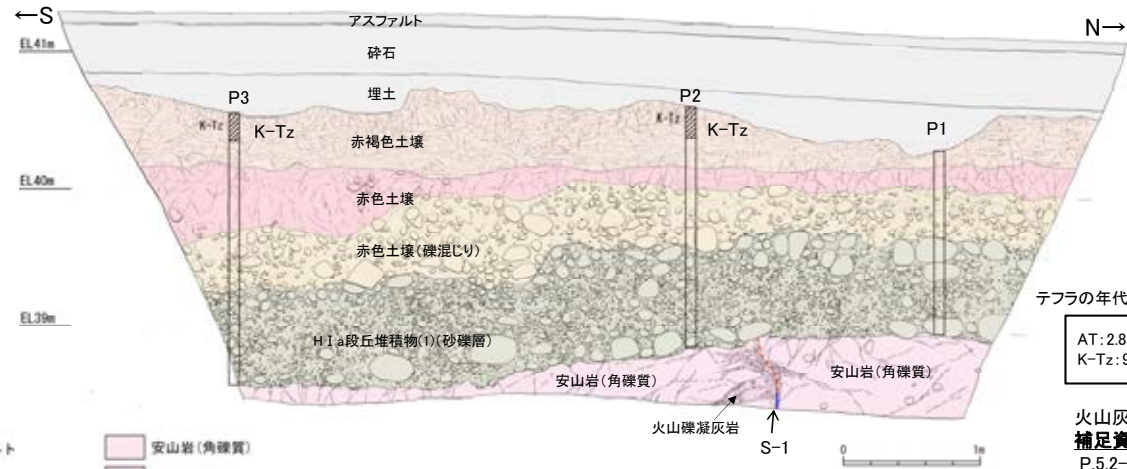 ←S
N→
アスファルト
EL41m
砕石
埋土
P3
P2
P1
K-Tz
K-Tz
K-Tz
K-Tz
赤褐色土壌
EL40m
赤色土壌
赤色土壌(礫混じり)
テフラの年代
EL39m
HⅠa段丘堆積物(1)(砂礫層)
AT:2.8
K-Tz:9
安山岩(角礫質)
安山岩(角礫質)
火山礫凝灰岩
S-1
火山灰
補足資
P.5.2-
ルト
安山岩(角礫質)
0
1m